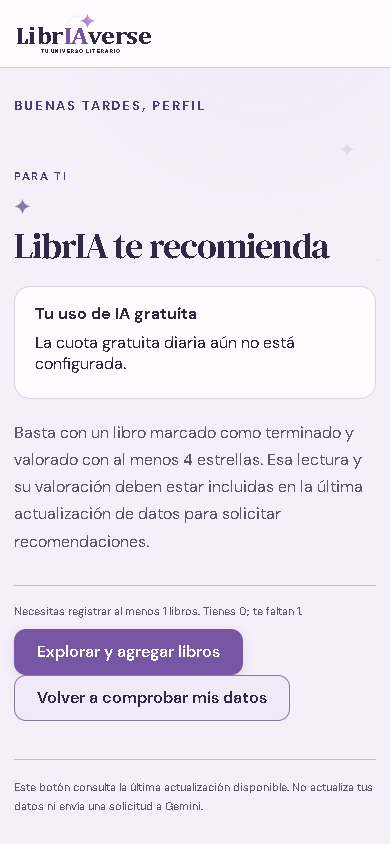 LibrIAverse
TU UNIVERSO LITERARIO
BUENAS TARDES, PERFIL
PARA TI
LibrIA te recomienda
Tu uso de IA gratuita
La cuota gratuita diaria aún no está
configurada.
Basta con un libro marcado como terminado y
valorado con al menos 4 estrellas. Esa lectura y
su valoración deben estar incluidas en la última
actualización de datos para solicitar
recomendaciones.
Necesitas registrar al menos 1 libros. Tienes 0; te faltan 1.
Explorar y agregar libros
Volver a comprobar mis datos
Este botón consulta la última actualización disponible. No actualiza tus
datos ni envía una solicitud a Gemini.